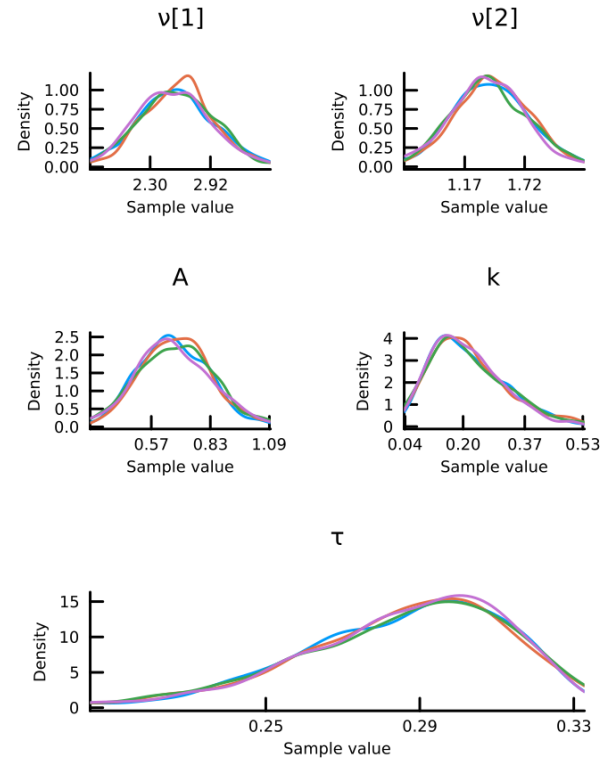 ν[1]
ν[2]
Density
1.00
0.75
0.50
0.25
0.00
2.30 2.92
Sample value
Density
1.00
0.75
0.50
0.25
0.00
1.17 1.72
Sample value
A
k
Density
2.5
2.0
1.5
1.0
0.5
0.0
0.57 0.83 1.09
Sample value
Density
4
3
2
1
0
0.04 0.20 0.37 0.53
Sample value
τ
Density
15
10
5
0
0.25 0.29 0.33
Sample value